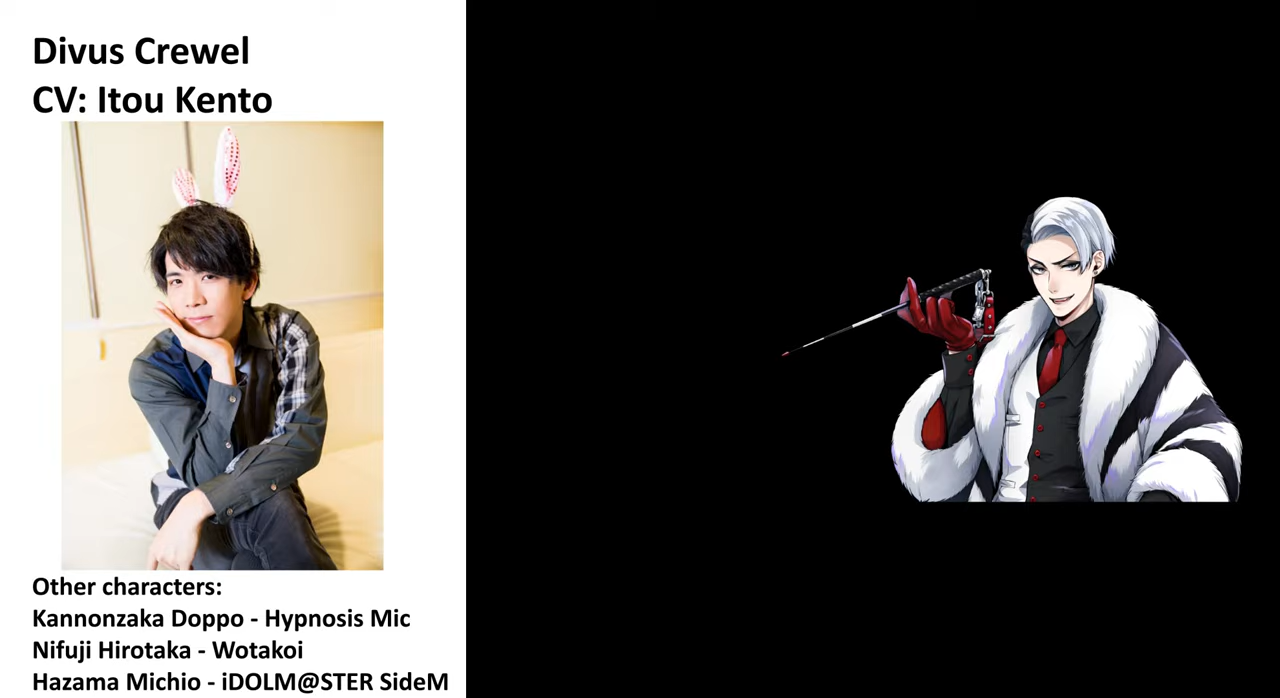 Divus Crewel
CV: Itou Kento
Other characters:
Kannonzaka Doppo - Hypnosis Mic
Nifuji Hirotaka - Wotakoi
Hazama Michio - iDOLM@STER SideM